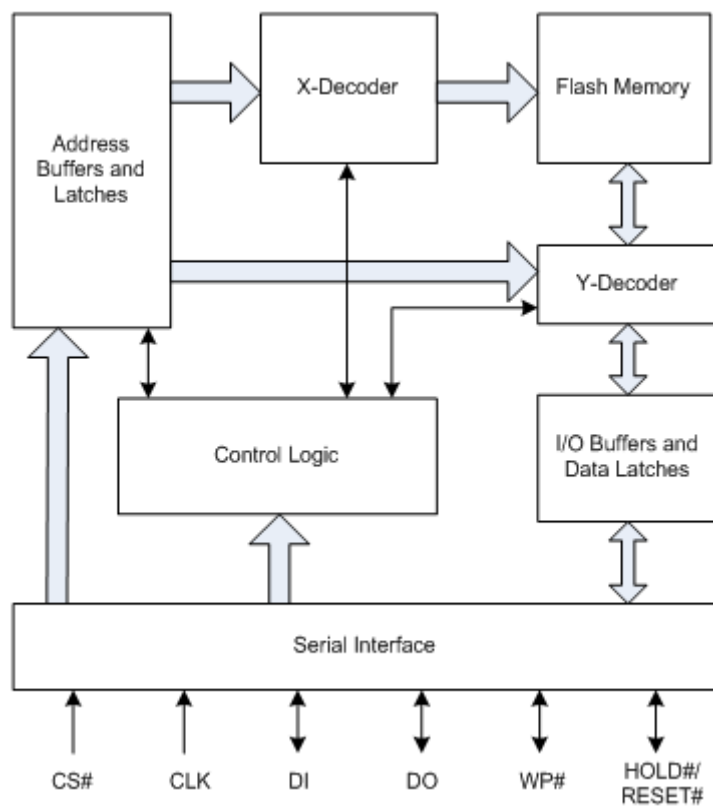 Address
Buffers and
Latches
X-Decoder
Flash Memory
Y-Decoder
Control Logic
I/O Buffers and
Data Latches
Serial Interface
CS#
CLK
DI
DO
WP#
HOLD#/
RESET#